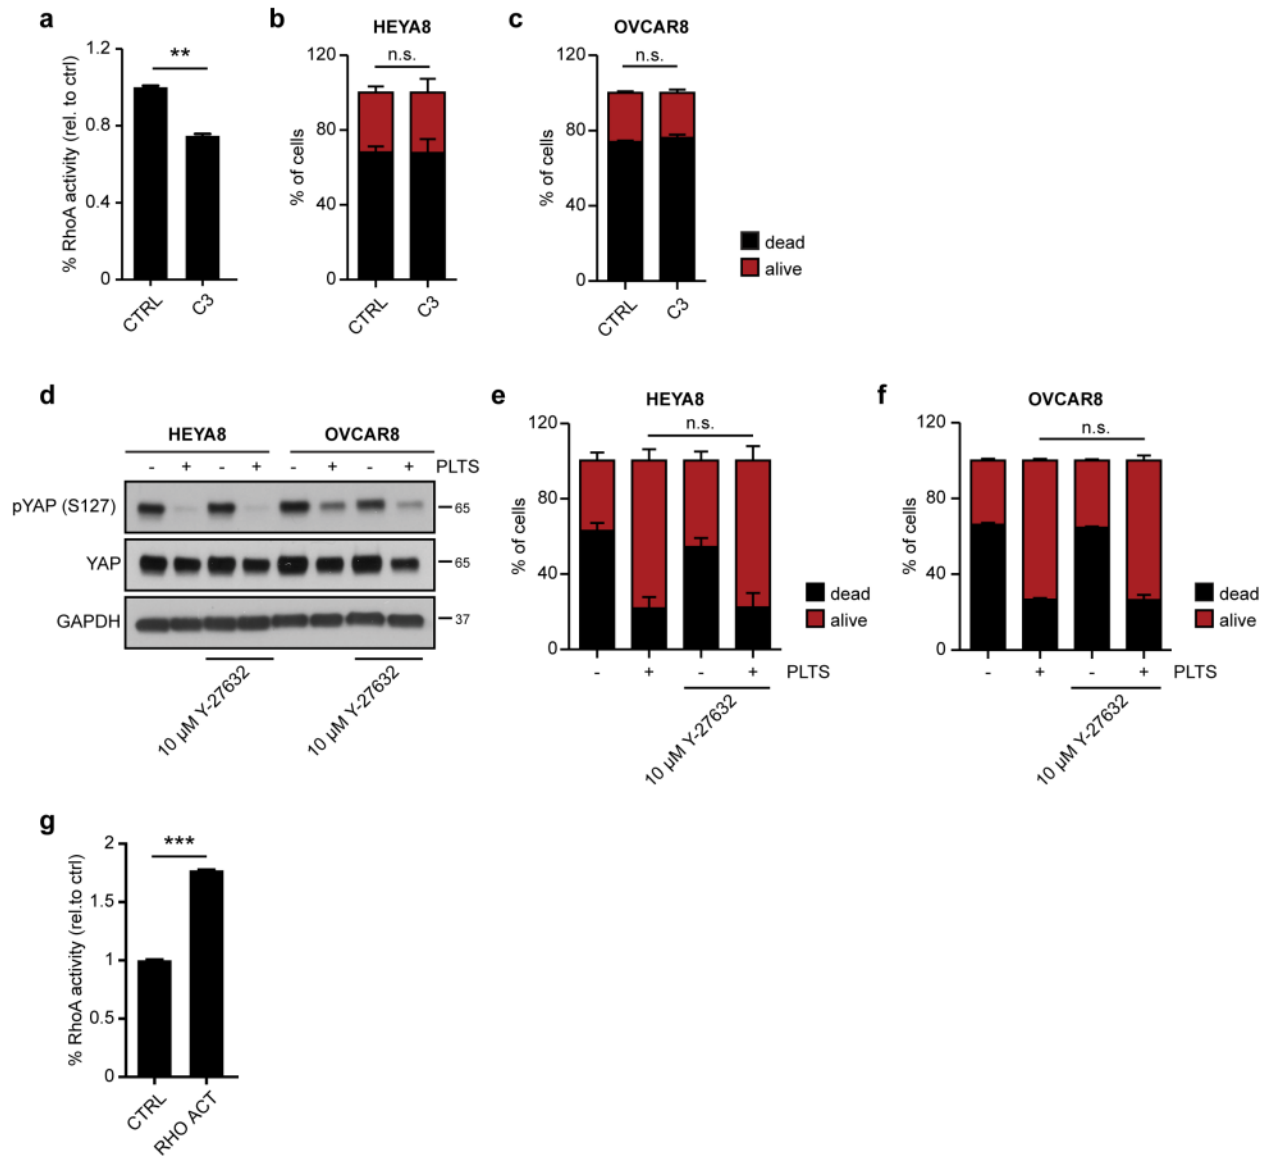 a
% RhoA activity (rel. to ctrl)
1.2
0.8
0.4
0
**
CTRL
C3
b
HEYA8
% of cells
120
80
40
0
n.s.
CTRL
C3
c
OVCAR8
% of cells
120
80
40
0
n.s.
CTRL
C3
dead
alive
d
HEYA8
OVCAR8
- + - + - + - + PLTS
pYAP (S127)
65
YAP
65
GAPDH
37
10 µM Y-27632
10 µM Y-27632
e
HEYA8
% of cells
120
80
40
0
n.s.
- + - + PLTS
10 µM Y-27632
dead
alive
f
OVCAR8
% of cells
120
80
40
0
n.s.
- + - + PLTS
10 µM Y-27632
dead
alive
g
% RhoA activity (rel.to ctrl)
2
1.5
1
0.5
0
***
CTRL
RHO ACT